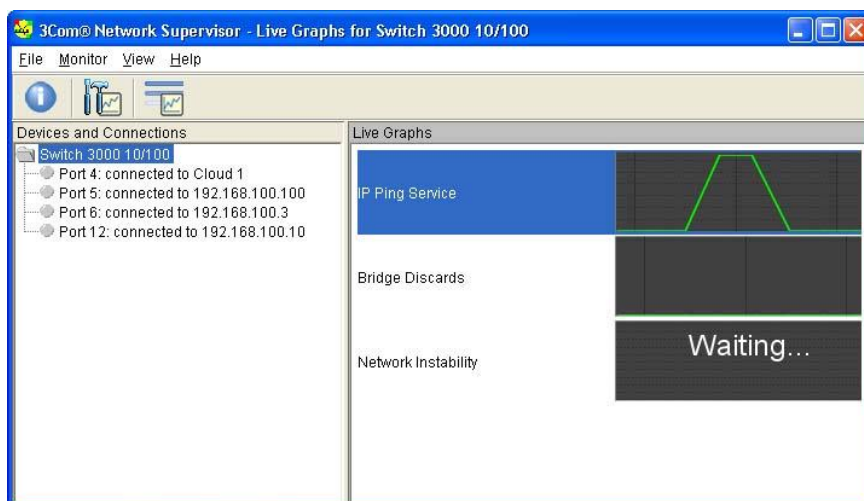 3Com® Network Supervisor - Live Graphs for Switch 3000 10/100
File Monitor View Help
Devices and Connections
Switch 3000 10/100
Port 4: connected to Cloud 1
Port 5: connected to 192.168.100.100
Port 6: connected to 192.168.100.3
Port 12: connected to 192.168.100.10
Live Graphs
IP Ping Service
Bridge Discards
Network Instability
Waiting...